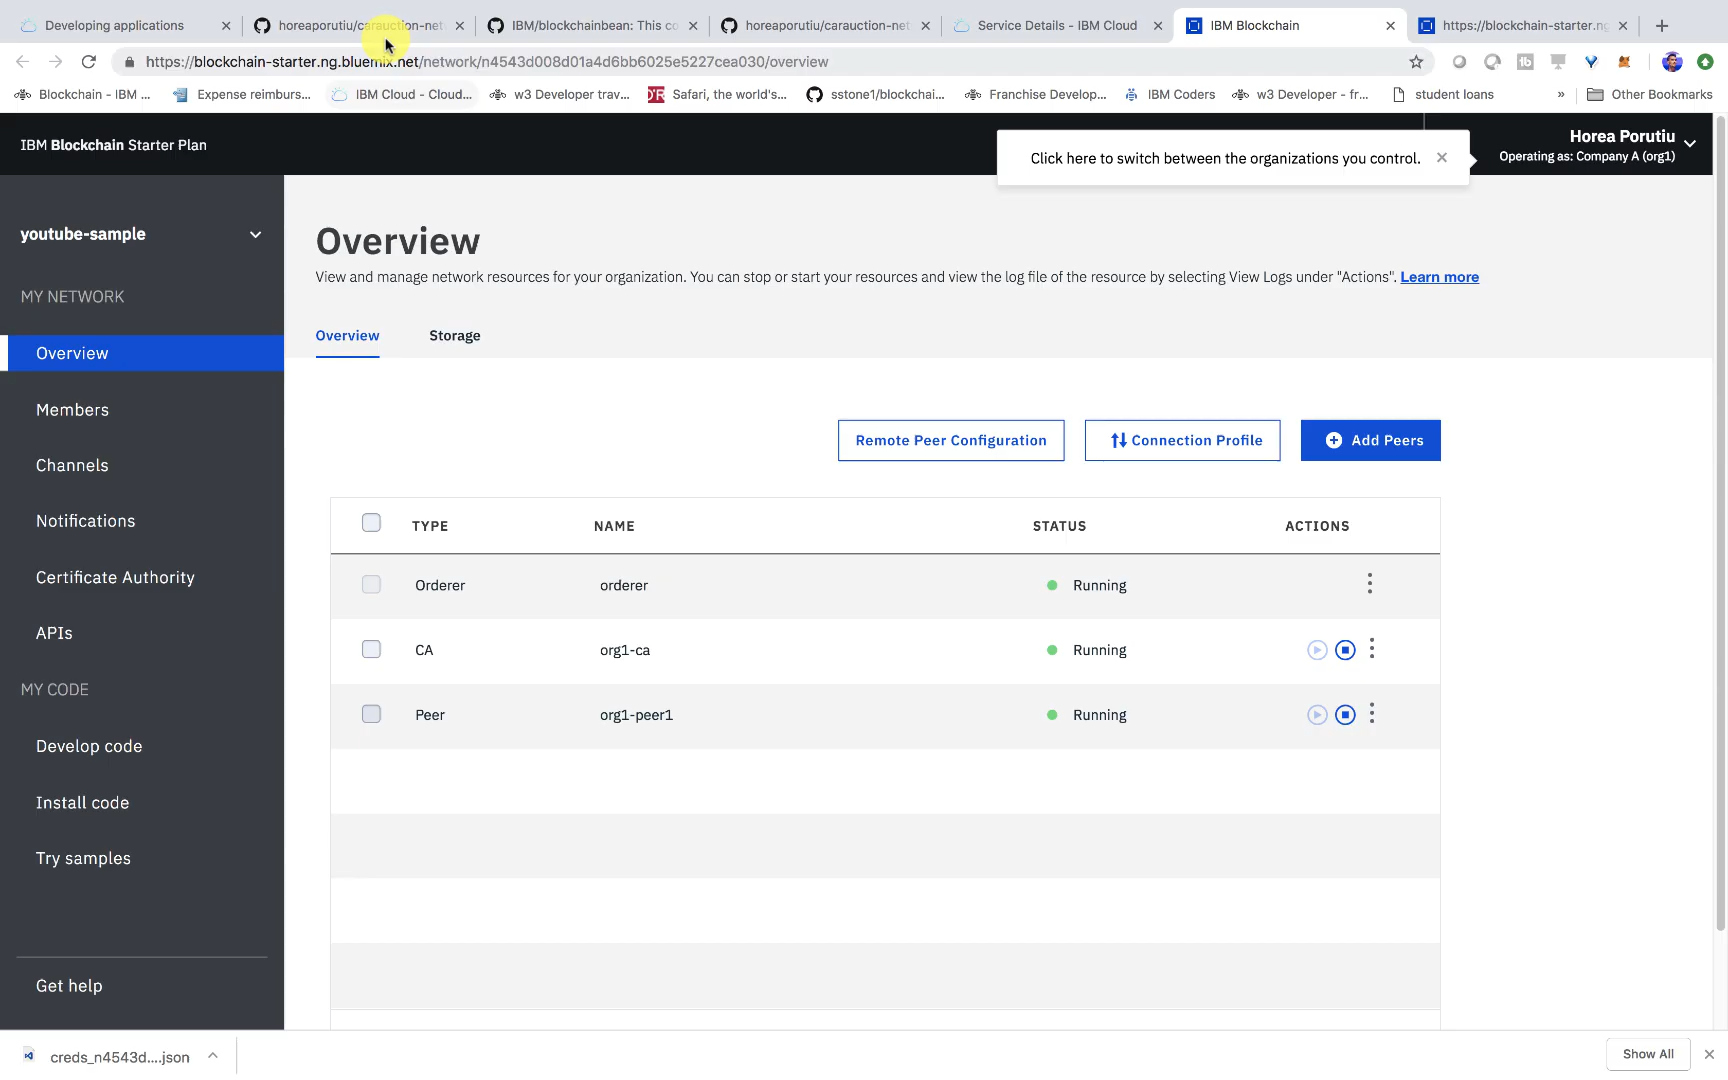 Developing applications
horeaporutiu/carauction-netw
IBM/blockchainbean: This co
horeaporutiu/carauction-net
Service Details - IBM Cloud
IBM Blockchain
https://blockchain-starter.ng
https://blockchain-starter.ng.bluemix.net/network/n4543d008d01a4d6bb6025e5227cea030/overview
Blockchain - IBM ...
Expense reimburs...
IBM Cloud - Cloud...
w3 Developer trav...
Safari, the world's...
sstone1/blockchai...
Franchise Develop...
IBM Coders
w3 Developer - fr...
student loans
»
Other Bookmarks
IBM Blockchain Starter Plan
Click here to switch between the organizations you control.
Horea Porutiu
Operating as: Company A (org1)
youtube-sample
MY NETWORK
Overview
Members
Channels
Notifications
Certificate Authority
APIs
MY CODE
Develop code
Install code
Try samples
Get help
Overview
View and manage network resources for your organization. You can stop or start your resources and view the log file of the resource by selecting View Logs under "Actions". Learn more
Overview
Storage
Remote Peer Configuration
Connection Profile
Add Peers
TYPE NAME STATUS ACTIONS
Orderer orderer Running
CA org1-ca Running
Peer org1-peer1 Running
creds_n4543d....json
Show All